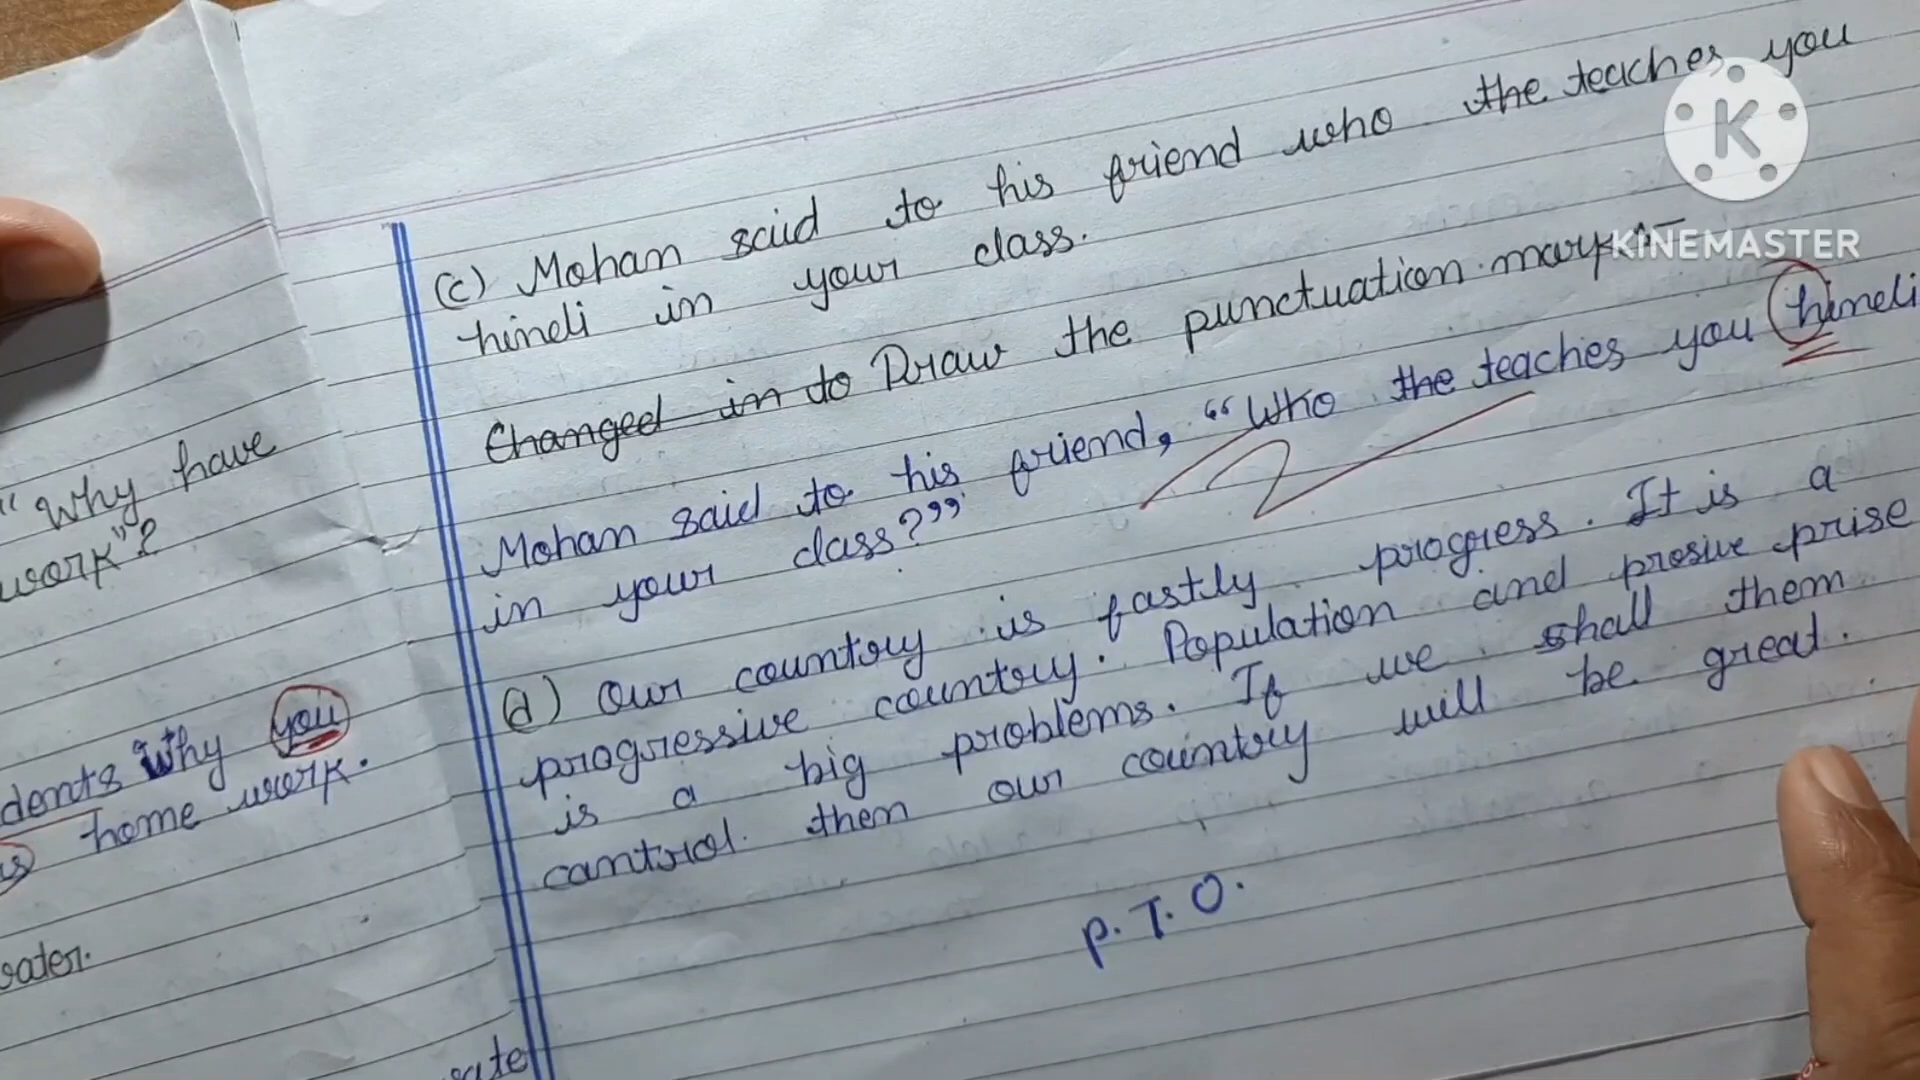 (c) Mohan said to his friend who the teaches you
hindi in your class.
Changed in to Draw the punctuation marks
Mohan said to his friend, “Who the teaches you hindi
in your class?”
(d) Our country is fastly progress. It is a
progressive country. Population and prosive prise
is a big problems. If we shall them
cantrol. them our country will be great.
P.T.O.
“Why have
work”?
dents Why you
home work.
KINEMASTER
K